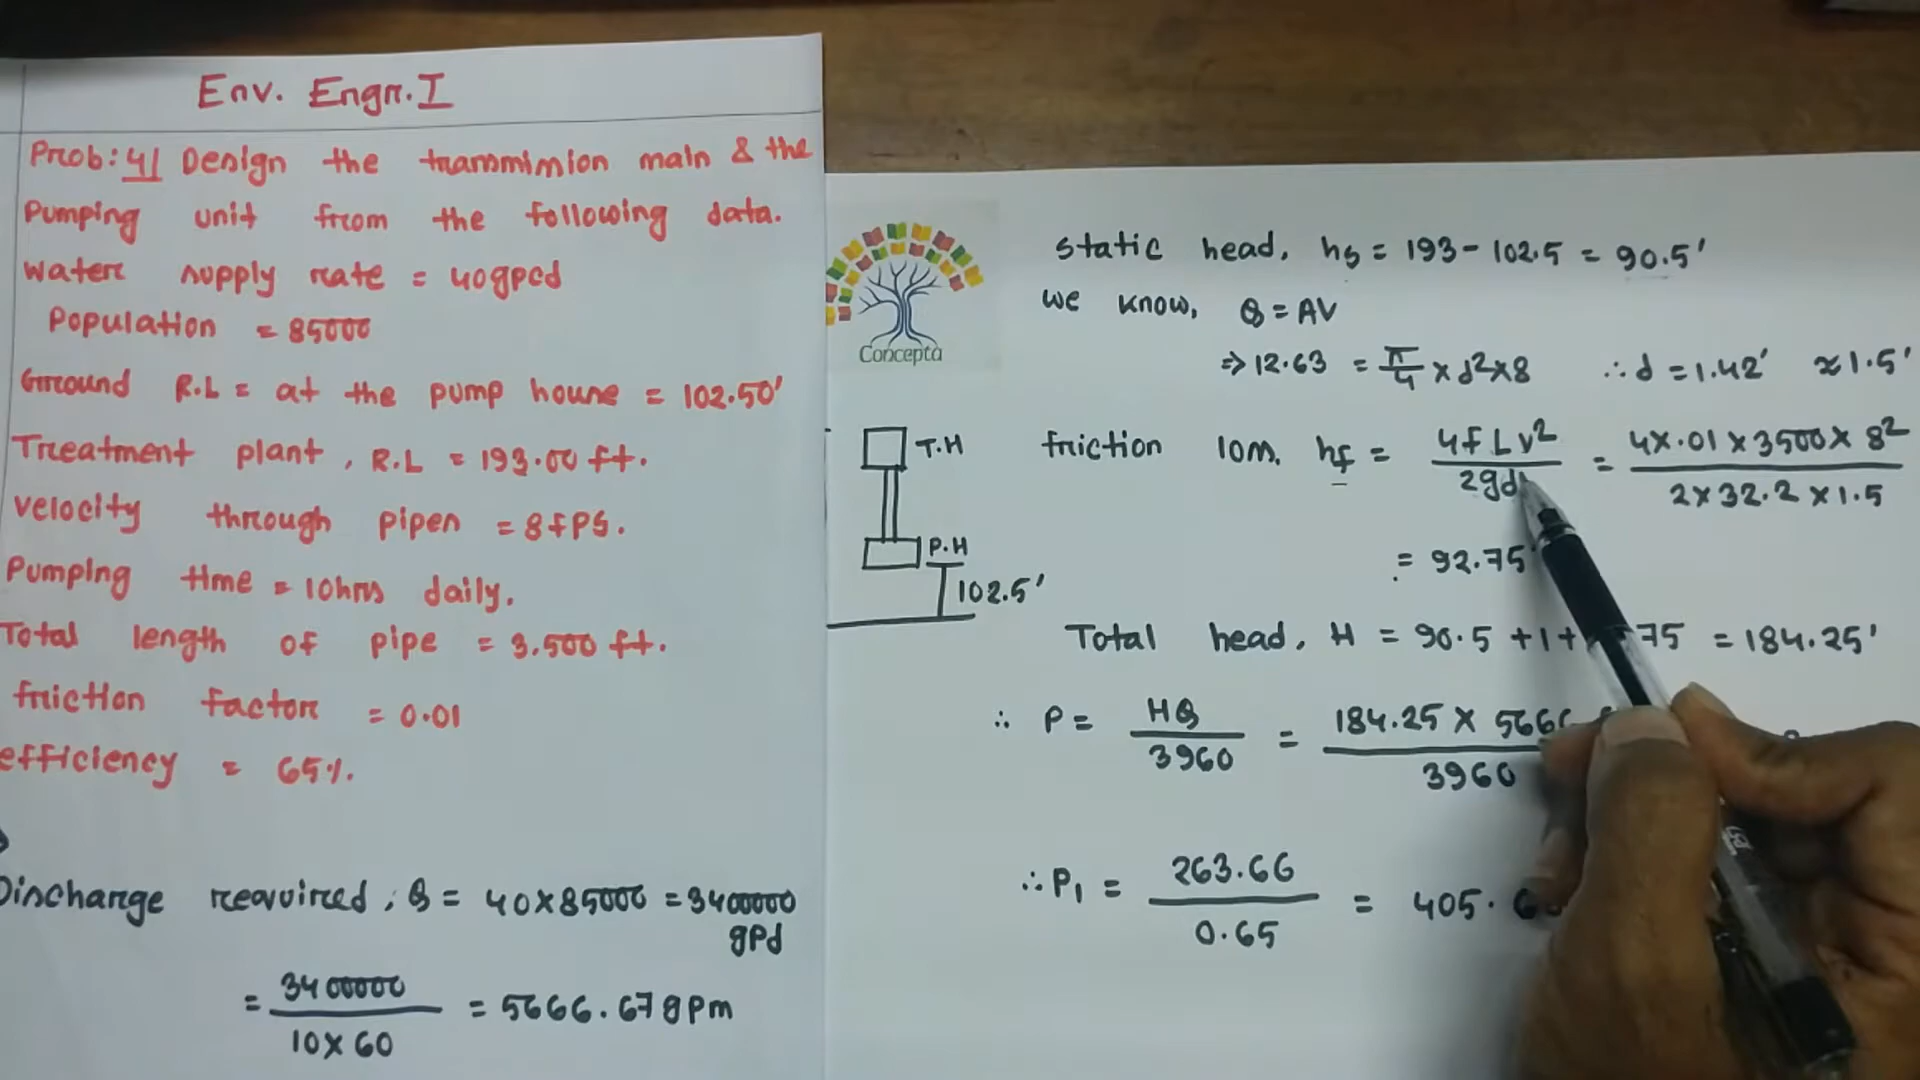 Env. Engr. I
Prob: 41 Design the transmission main & the
Pumping unit from the following data.
Water supply rate = 40gpcd
Population = 85000
Ground R.L = at the pump house = 102.50'
Treatment plant, R.L = 193.00 ft.
Velocity through pipes = 8fps.
Pumping time = 10hrs daily.
Total length of pipe = 3,500 ft.
friction factor = 0.01
efficiency = 65%.
Discharge required, Q = 40×85000 = 3400000
gpd
= 3400000 / 10×60 = 5666.67gpm
Concepta
T.H
P.H
102.5'
static head, hs = 193 - 102.5 = 90.5'
We know, Q = AV
⇒ 12.63 = π/4 × d²×8 ∴ d = 1.42' ≈ 1.5'
friction loss, hf = 4fLv² / 2gd = 4×.01×3500×8² / 2×32.2×1.5
= 92.75'
Total head, H = 90.5 +1+ 75 = 184.25'
∴ P = HQ / 3960 = 184.25 × 5666 / 3960
∴ P₁ = 263.66 / 0.65 = 405.6